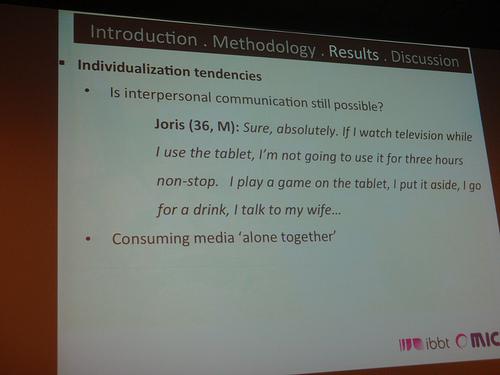 Introduction . Methodology . Results . Discussion
Individualization tendencies
Is interpersonal communication still possible?
Joris (36, M): Sure, absolutely. If I watch television while
I use the tablet, I'm not going to use it for three hours
non-stop. I play a game on the tablet, I put it aside, I go
for a drink, I talk to my wife...
Consuming media 'alone together'
ibbt MIC